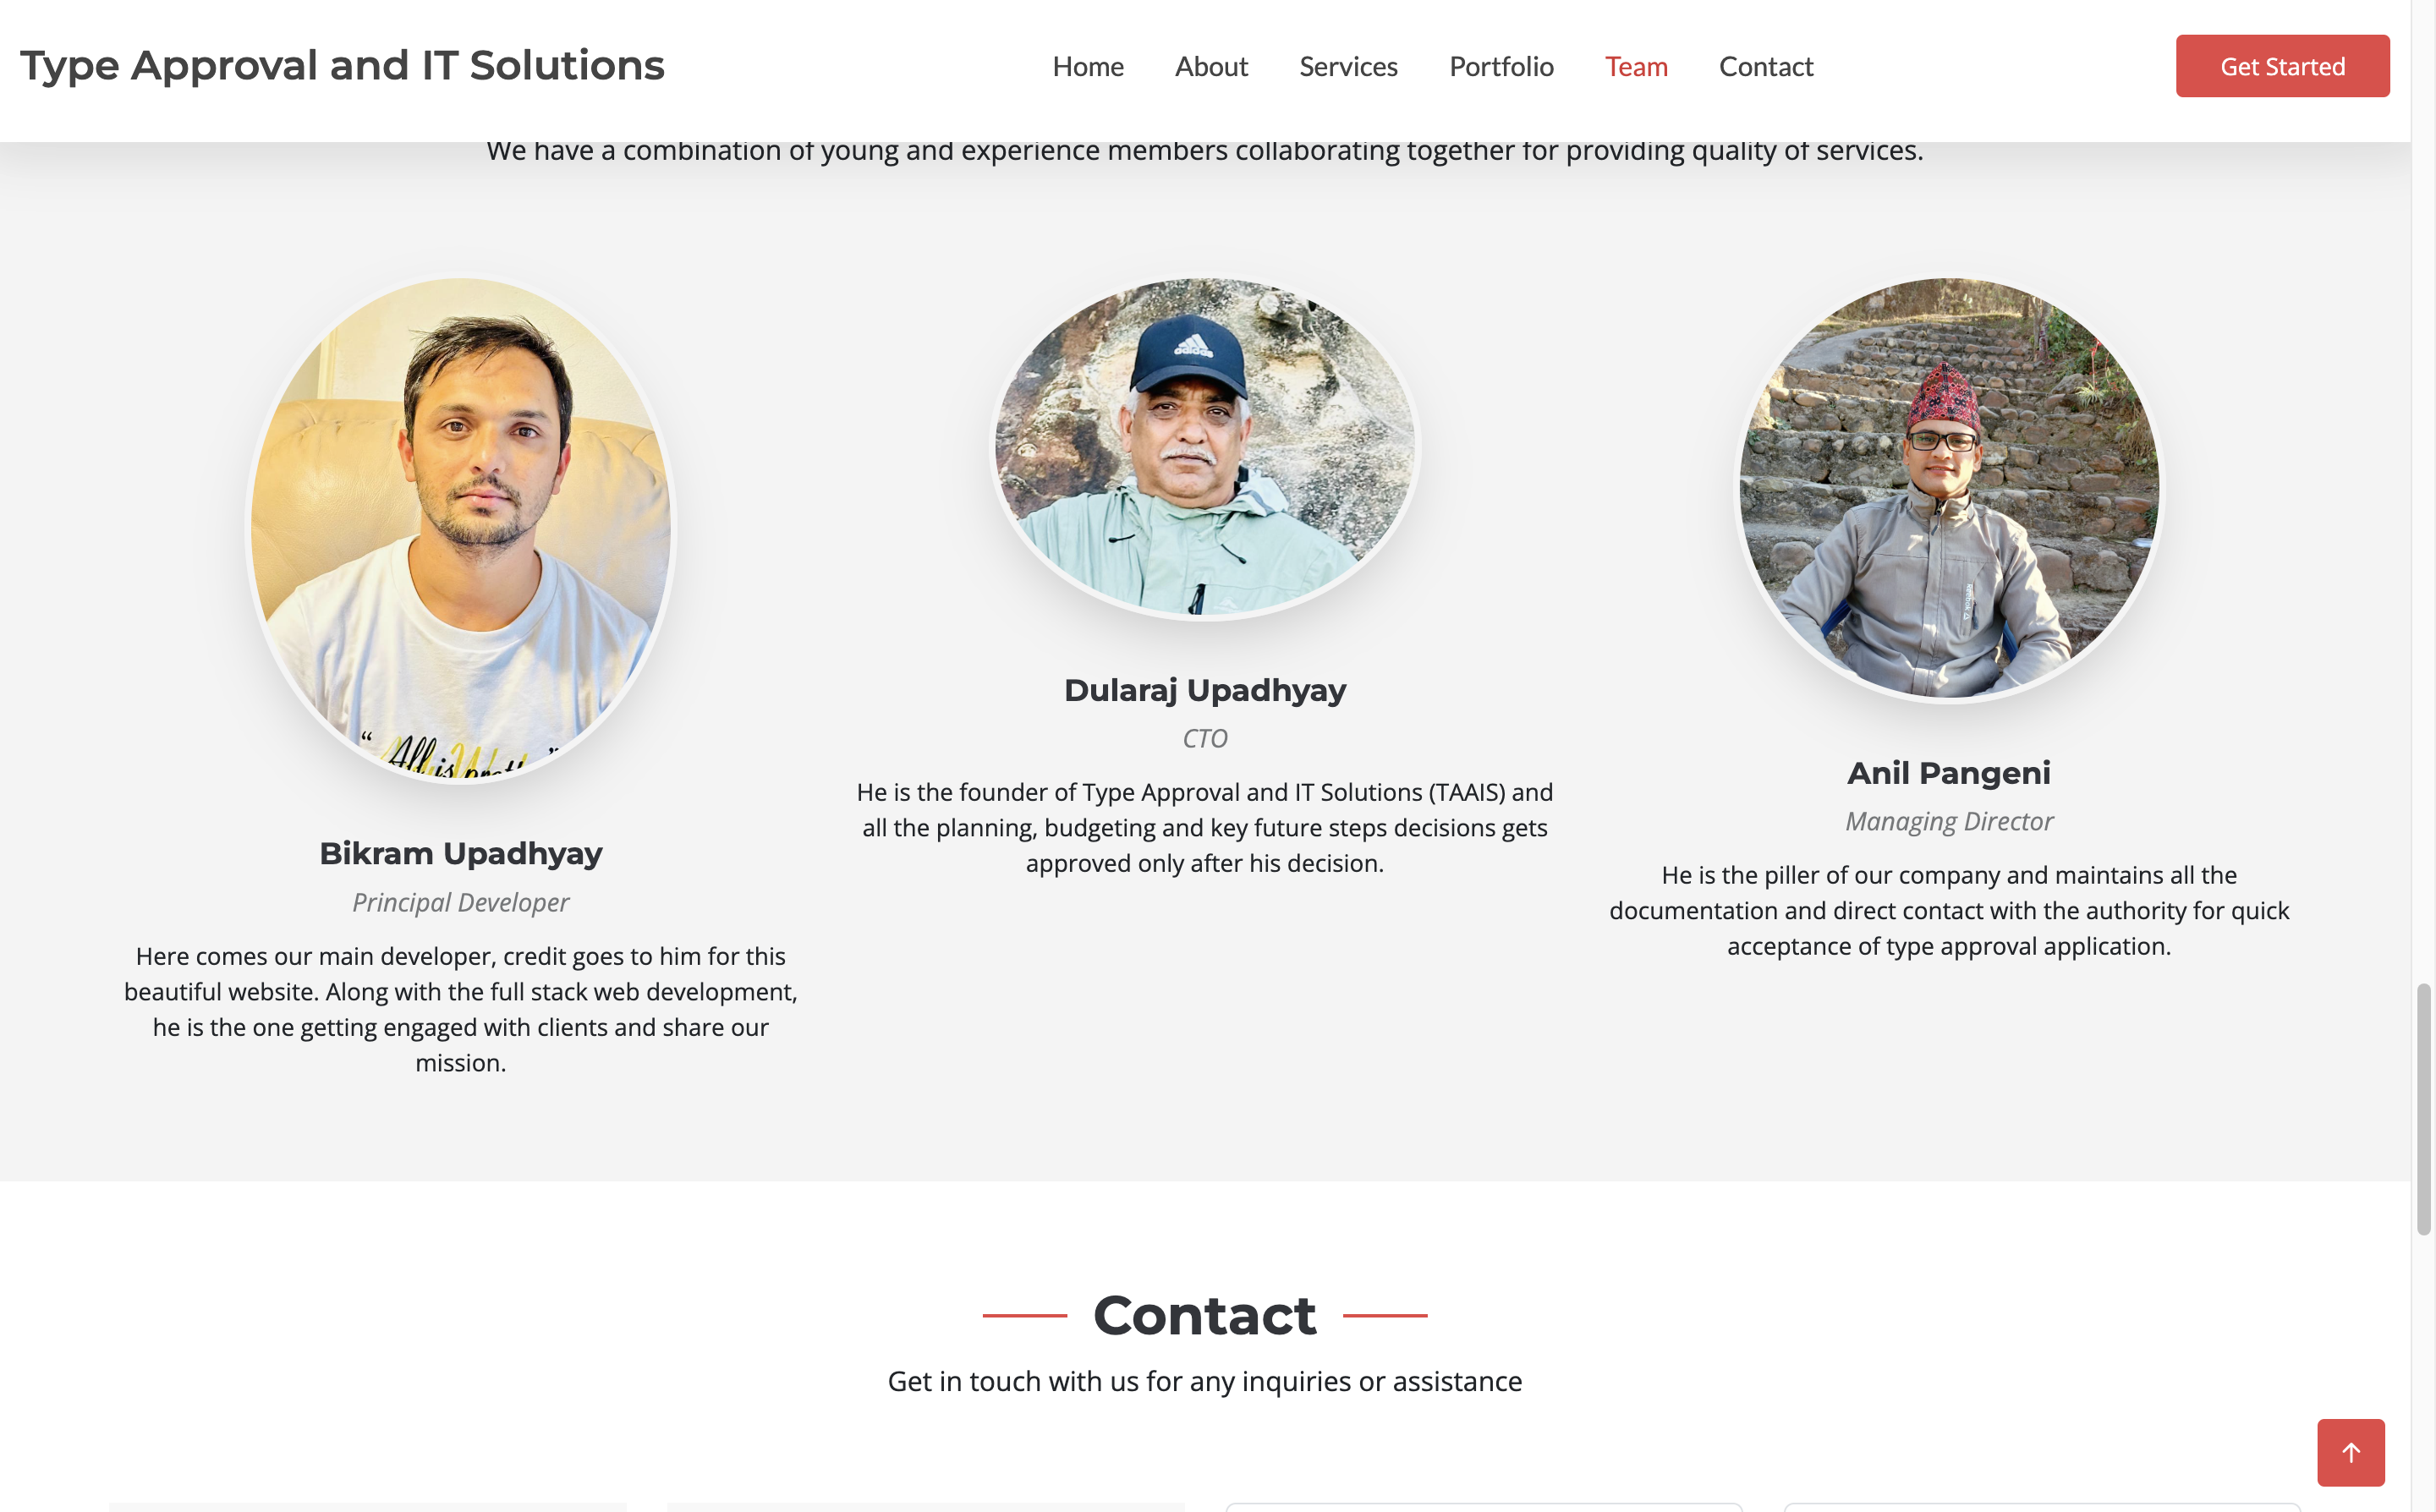 Type Approval and IT Solutions
Home About Services Portfolio Team Contact
Get Started
We have a combination of young and experience members collaborating together for providing quality of services.
“ All is
”
adidas
Bikram Upadhyay
Principal Developer
Here comes our main developer, credit goes to him for this
beautiful website. Along with the full stack web development,
he is the one getting engaged with clients and share our
mission.
Dularaj Upadhyay
CTO
He is the founder of Type Approval and IT Solutions (TAAIS) and
all the planning, budgeting and key future steps decisions gets
approved only after his decision.
Anil Pangeni
Managing Director
He is the piller of our company and maintains all the
documentation and direct contact with the authority for quick
acceptance of type approval application.
Contact
Get in touch with us for any inquiries or assistance